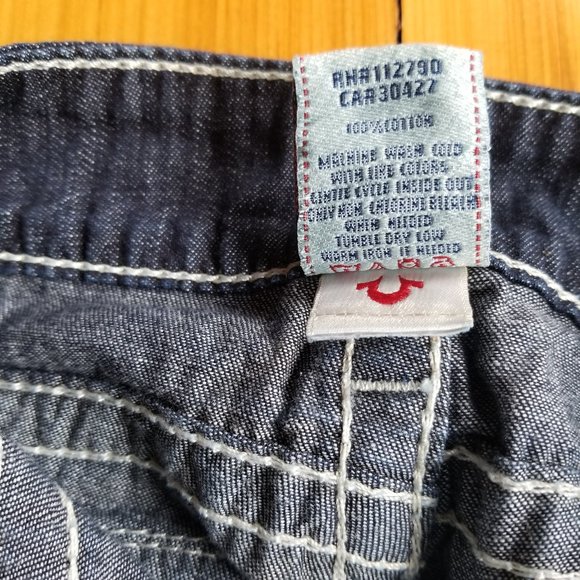 RN#112790
CA#30427
100% COTTON
MACHINE WASH COLD
WITH LIKE COLORS
GENTLE CYCLE INSIDE OUT
ONLY NON CHLORINE BLEACH
WHEN NEEDED
TUMBLE DRY LOW
WARM IRON IF NEEDED